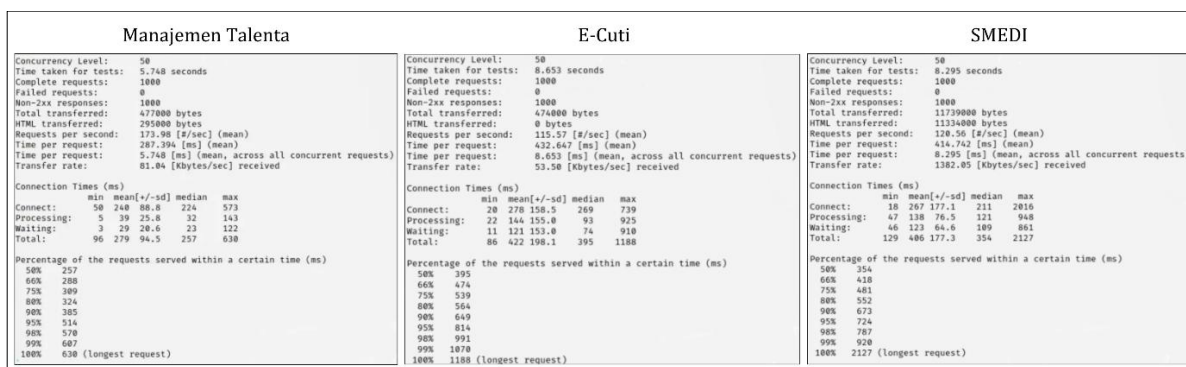 Manajemen Talenta
Concurrency Level: 50
Time taken for tests: 5.748 seconds
Complete requests: 1000
Failed requests: 0
Non-2xx responses: 1000
Total transferred: 477000 bytes
HTML transferred: 295000 bytes
Requests per second: 173.98 [#/sec] (mean)
Time per request: 287.394 [ms] (mean)
Time per request: 5.748 [ms] (mean, across all concurrent requests)
Transfer rate: 81.04 [Kbytes/sec] received
Connection Times (ms)
min mean[+/-sd] median max
Connect: 50 240 88.8 224 573
Processing: 5 39 25.8 32 143
Waiting: 3 29 20.6 23 122
Total: 96 279 94.5 257 630
Percentage of the requests served within a certain time (ms)
50% 257
66% 288
75% 309
80% 324
90% 385
95% 514
98% 570
99% 607
100% 630 (longest request)
E-Cuti
Concurrency Level: 50
Time taken for tests: 8.653 seconds
Complete requests: 1000
Failed requests: 0
Non-2xx responses: 1000
Total transferred: 474000 bytes
HTML transferred: 0 bytes
Requests per second: 115.57 [#/sec] (mean)
Time per request: 432.647 [ms] (mean)
Time per request: 8.653 [ms] (mean, across all concurrent requests)
Transfer rate: 53.50 [Kbytes/sec] received
Connection Times (ms)
min mean[+/-sd] median max
Connect: 20 278 158.5 269 739
Processing: 22 144 155.0 93 925
Waiting: 11 121 153.0 74 910
Total: 86 422 198.1 395 1188
Percentage of the requests served within a certain time (ms)
50% 395
66% 474
75% 539
80% 564
90% 649
95% 814
98% 991
99% 1070
100% 1188 (longest request)
SMEDI
Concurrency Level: 50
Time taken for tests: 8.295 seconds
Complete requests: 1000
Failed requests: 0
Non-2xx responses: 1000
Total transferred: 11739000 bytes
HTML transferred: 11334000 bytes
Requests per second: 120.56 [#/sec] (mean)
Time per request: 414.742 [ms] (mean)
Time per request: 8.295 [ms] (mean, across all concurrent requests
Transfer rate: 1382.05 [Kbytes/sec] received
Connection Times (ms)
min mean[+/-sd] median max
Connect: 18 267 177.1 211 2016
Processing: 47 138 76.5 121 948
Waiting: 46 123 64.6 109 861
Total: 129 406 177.3 354 2127
Percentage of the requests served within a certain time (ms)
50% 354
66% 418
75% 481
80% 552
90% 673
95% 724
98% 787
99% 920
100% 2127 (longest request)